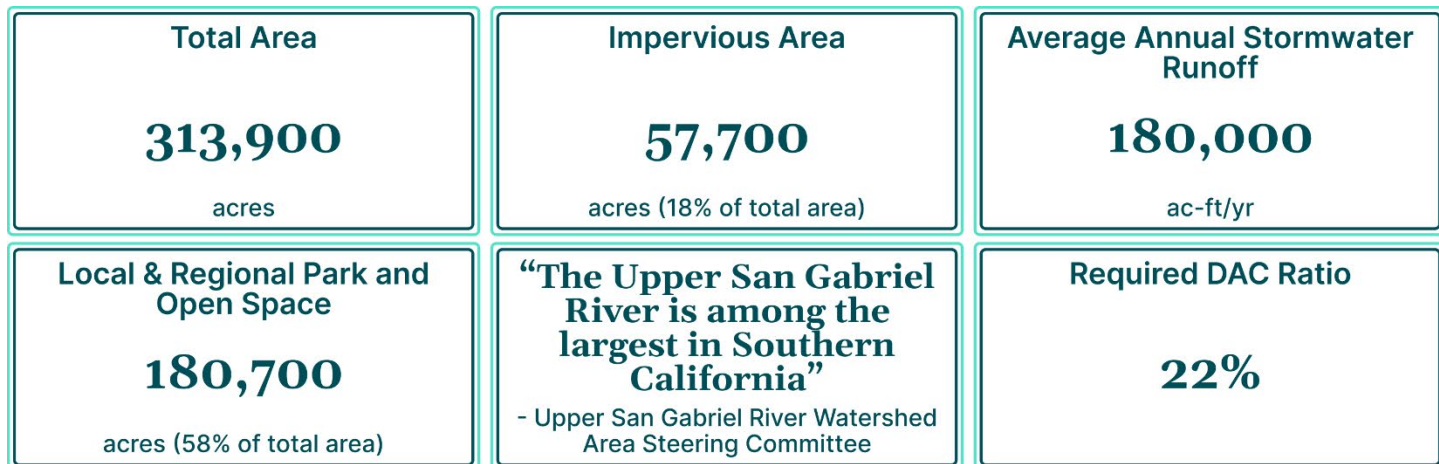 Total Area
313,900
acres
Impervious Area
57,700
acres (18% of total area)
Average Annual Stormwater
Runoff
180,000
ac-ft/yr
Local & Regional Park and
Open Space
180,700
acres (58% of total area)
“The Upper San Gabriel
River is among the
largest in Southern
California”
- Upper San Gabriel River Watershed
Area Steering Committee
Required DAC Ratio
22%